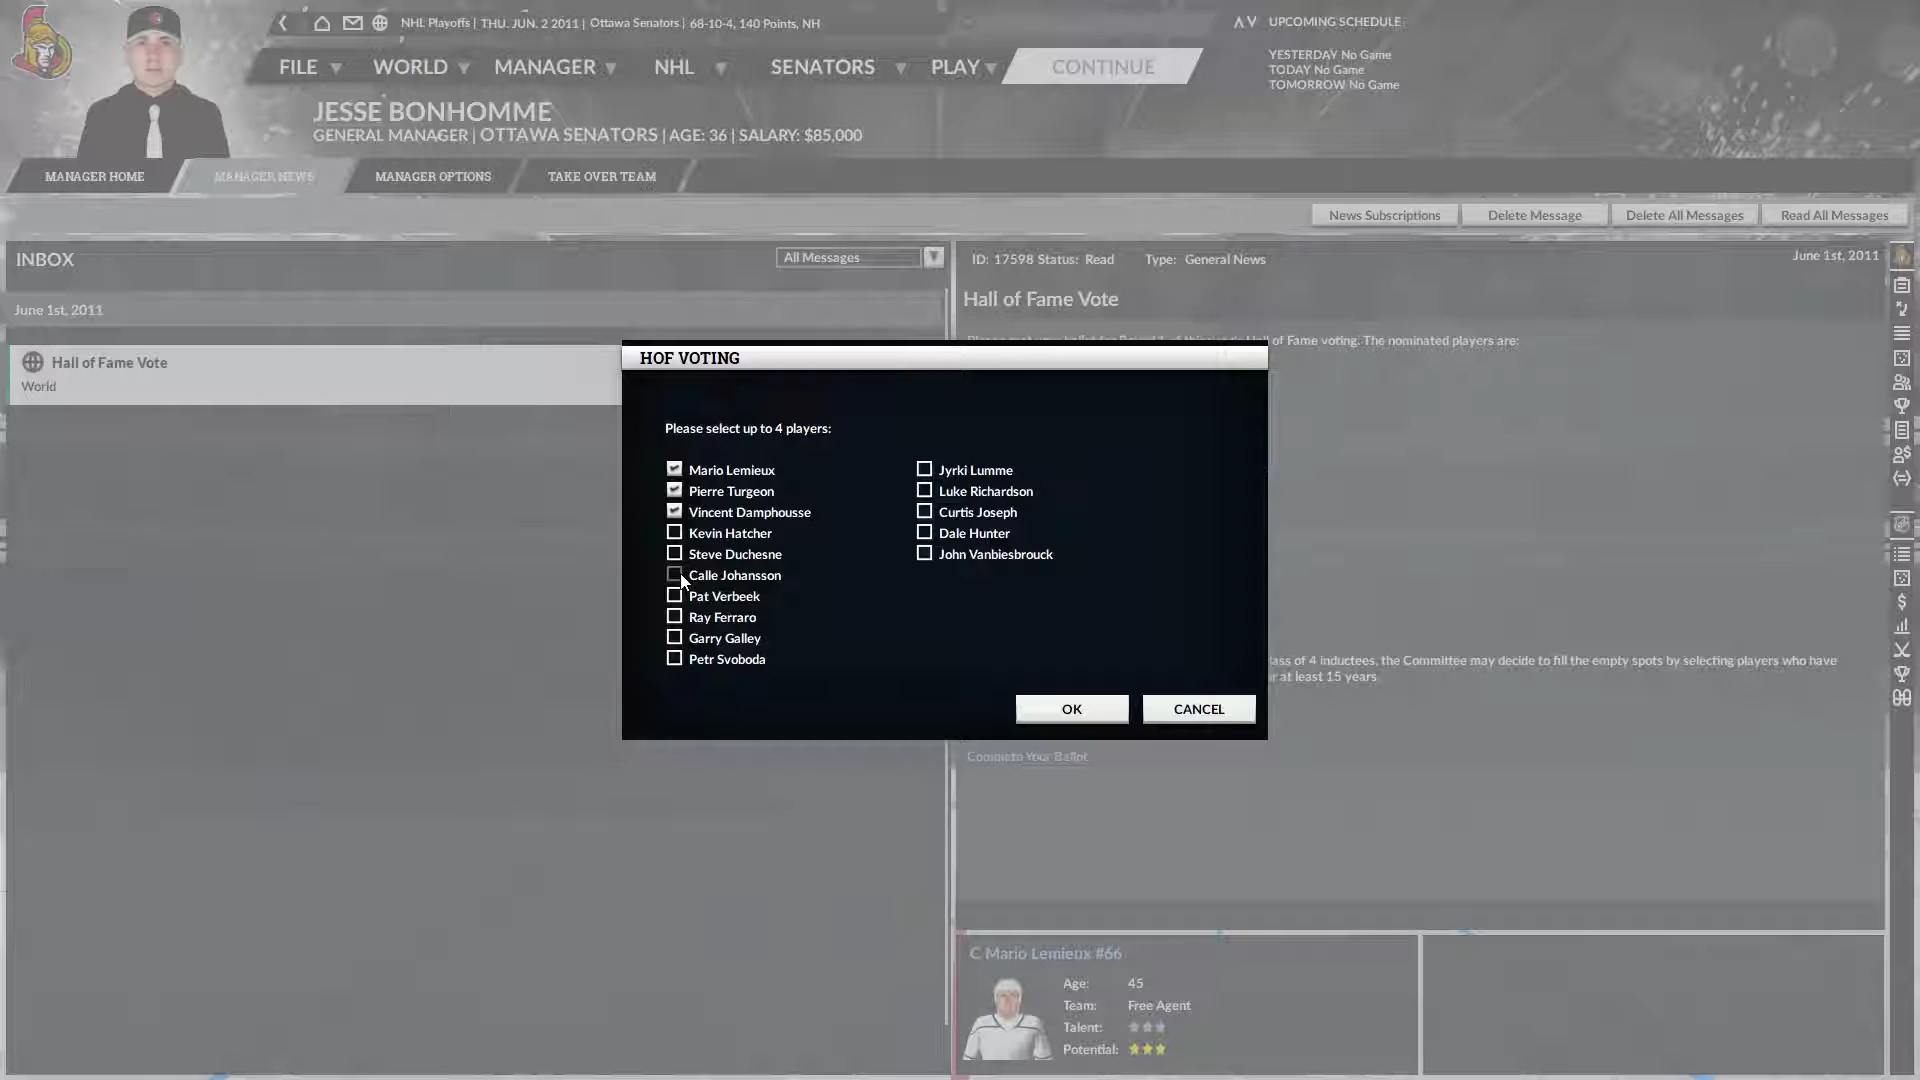 NHL Playoffs | THU. JUN. 2 2011 | Ottawa Senators | 68-10-4, 140 Points, NH
UPCOMING SCHEDULE
YESTERDAY No Game
TODAY No Game
TOMORROW No Game
FILE WORLD MANAGER NHL SENATORS PLAY CONTINUE
JESSE BONHOMME
GENERAL MANAGER | OTTAWA SENATORS | AGE: 36 | SALARY: $85,000
MANAGER HOME MANAGER NEWS MANAGER OPTIONS TAKE OVER TEAM
News Subscriptions Delete Message Delete All Messages Read All Messages
INBOX
All Messages
June 1st, 2011
Hall of Fame Vote
World
ID: 17598 Status: Read Type: General News
June 1st, 2011
Hall of Fame Vote
of Fame voting. The nominated players are:
HOF VOTING
Please select up to 4 players:
Mario Lemieux
Pierre Turgeon
Vincent Damphousse
Kevin Hatcher
Steve Duchesne
Calle Johansson
Pat Verbeek
Ray Ferraro
Garry Galley
Petr Svoboda
Jyrki Lumme
Luke Richardson
Curtis Joseph
Dale Hunter
John Vanbiesbrouck
OK CANCEL
lass of 4 inductees, the Committee may decide to fill the empty spots by selecting players who have
r at least 15 years
Complete Your Ballot
C Mario Lemieux #66
Age: 45
Team: Free Agent
Talent:
Potential: